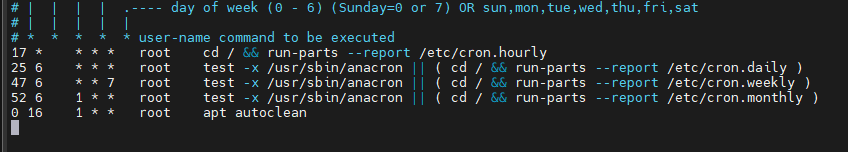 # | | | | .---- day of week (0 - 6) (Sunday=0 or 7) OR sun,mon,tue,wed,thu,fri,sat
# | | | | |
# * * * * * user-name command to be executed
17 * * * * root cd / && run-parts --report /etc/cron.hourly
25 6 * * * root test -x /usr/sbin/anacron || ( cd / && run-parts --report /etc/cron.daily )
47 6 * * 7 root test -x /usr/sbin/anacron || ( cd / && run-parts --report /etc/cron.weekly )
52 6 1 * * root test -x /usr/sbin/anacron || ( cd / && run-parts --report /etc/cron.monthly )
0 16 1 * * root apt autoclean